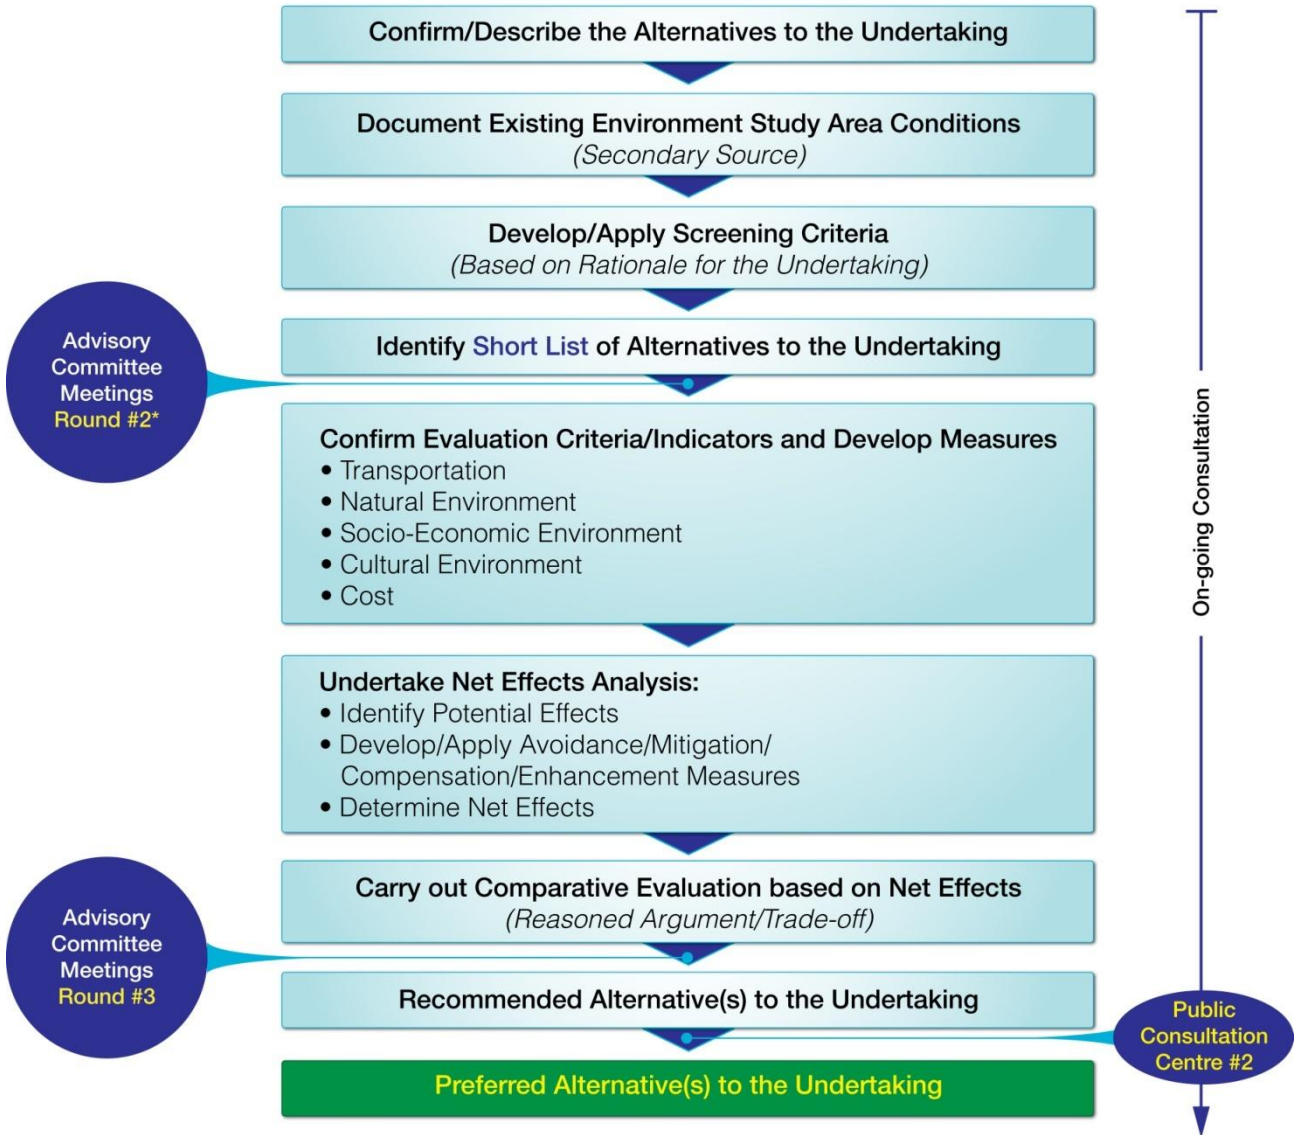 Confirm/Describe the Alternatives to the Undertaking
Document Existing Environment Study Area Conditions
(Secondary Source)
Develop/Apply Screening Criteria
(Based on Rationale for the Undertaking)
Identify Short List of Alternatives to the Undertaking
Advisory
Committee
Meetings
Round #2*
Confirm Evaluation Criteria/Indicators and Develop Measures
• Transportation
• Natural Environment
• Socio-Economic Environment
• Cultural Environment
• Cost
On-going Consultation
Undertake Net Effects Analysis:
• Identify Potential Effects
• Develop/Apply Avoidance/Mitigation/
Compensation/Enhancement Measures
• Determine Net Effects
Carry out Comparative Evaluation based on Net Effects
(Reasoned Argument/Trade-off)
Advisory
Committee
Meetings
Round #3
Recommended Alternative(s) to the Undertaking
Public
Consultation
Centre #2
Preferred Alternative(s) to the Undertaking